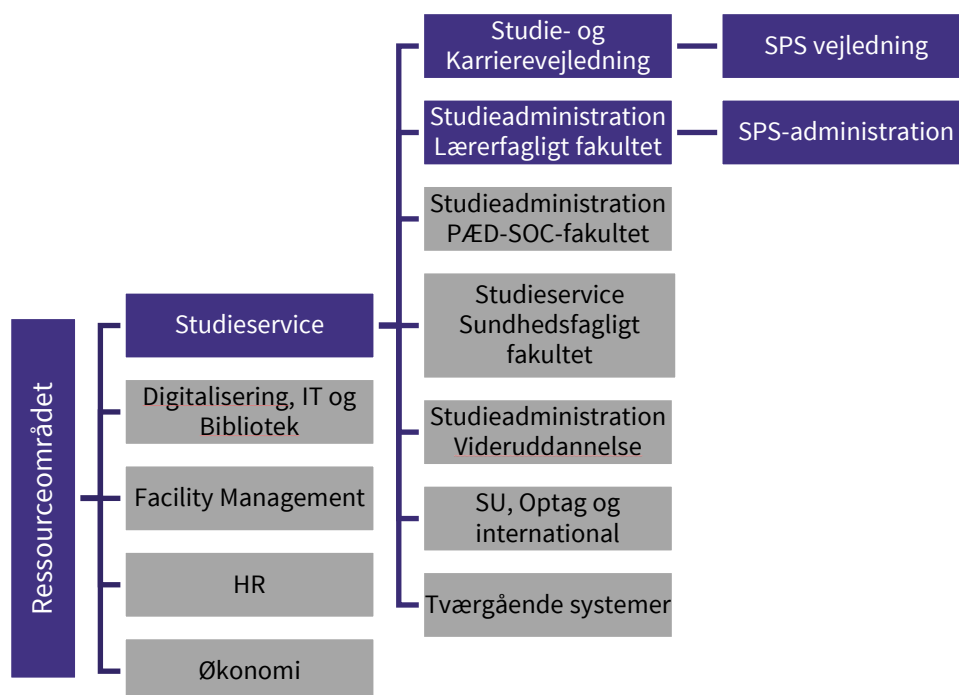 Studie- og
Karrierevejledning
SPS vejledning
Studieadministration
Lærerfagligt fakultet
SPS-administration
Studieadministration
PÆD-SOC-fakultet
Studieservice
Sundhedsfagligt
fakultet
Studieadministration
Videruddannelse
SU, Optag og
international
Tværgående systemer
Studieservice
Digitalisering, IT og
Bibliotek
Facility Management
HR
Økonomi
Ressourceområdet